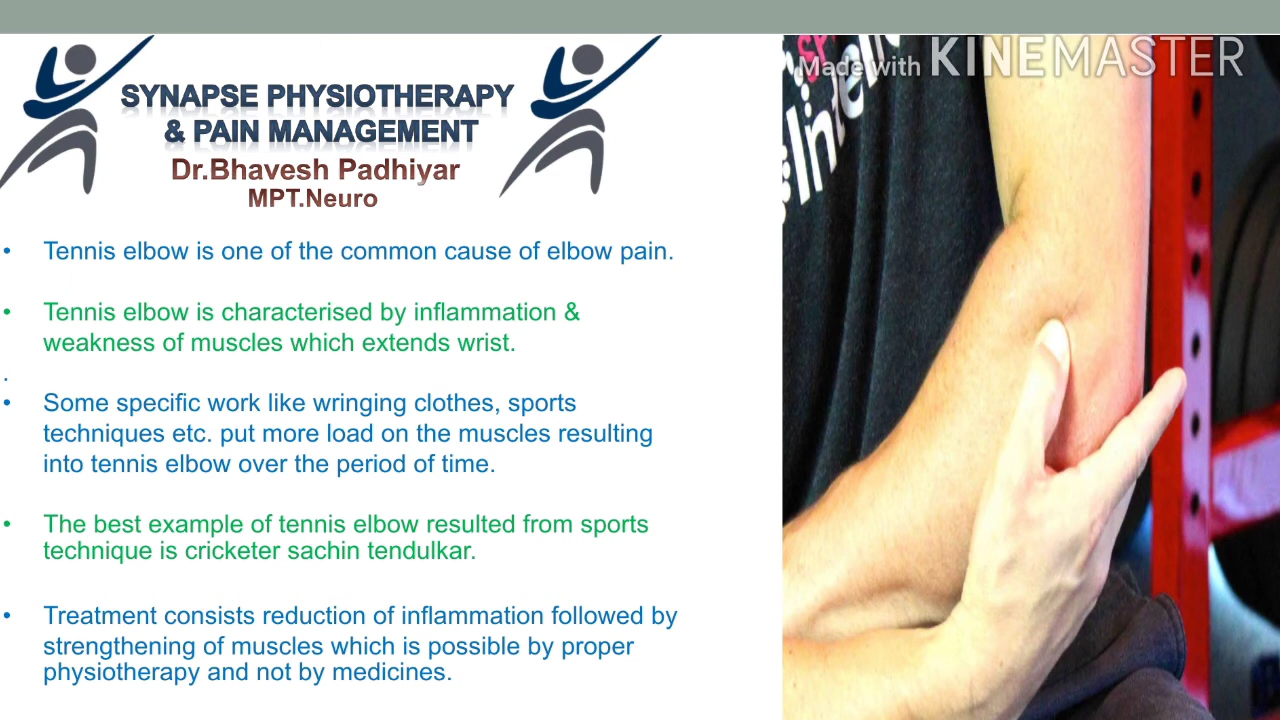 SYNAPSE PHYSIOTHERAPY
& PAIN MANAGEMENT
Dr.Bhavesh Padhiyar
MPT.Neuro
• Tennis elbow is one of the common cause of elbow pain.
• Tennis elbow is characterised by inflammation &
weakness of muscles which extends wrist.
.
• Some specific work like wringing clothes, sports
techniques etc. put more load on the muscles resulting
into tennis elbow over the period of time.
• The best example of tennis elbow resulted from sports
technique is cricketer sachin tendulkar.
• Treatment consists reduction of inflammation followed by
strengthening of muscles which is possible by proper
physiotherapy and not by medicines.
Made with KINEMASTER